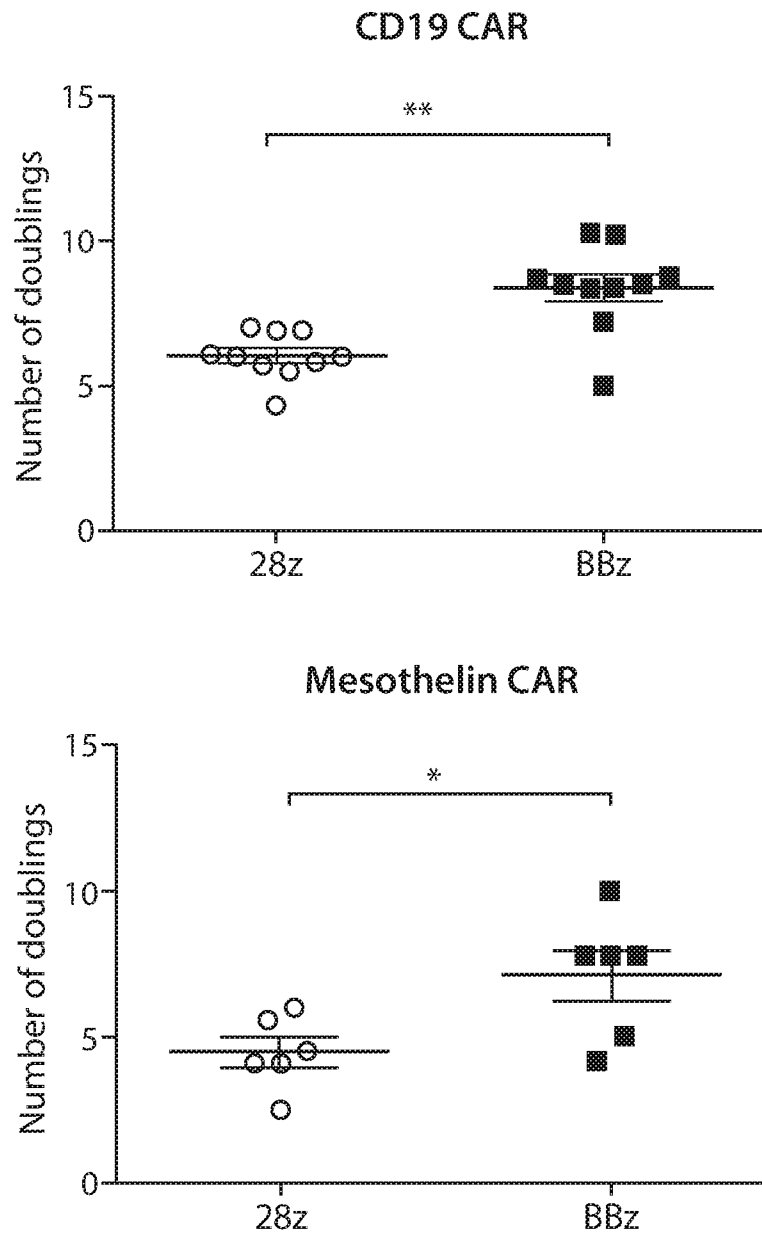 CD19 CAR
**
Number of doublings
15
10
5
0
28z
BBz
Mesothelin CAR
*
Number of doublings
15
10
5
0
28z
BBz